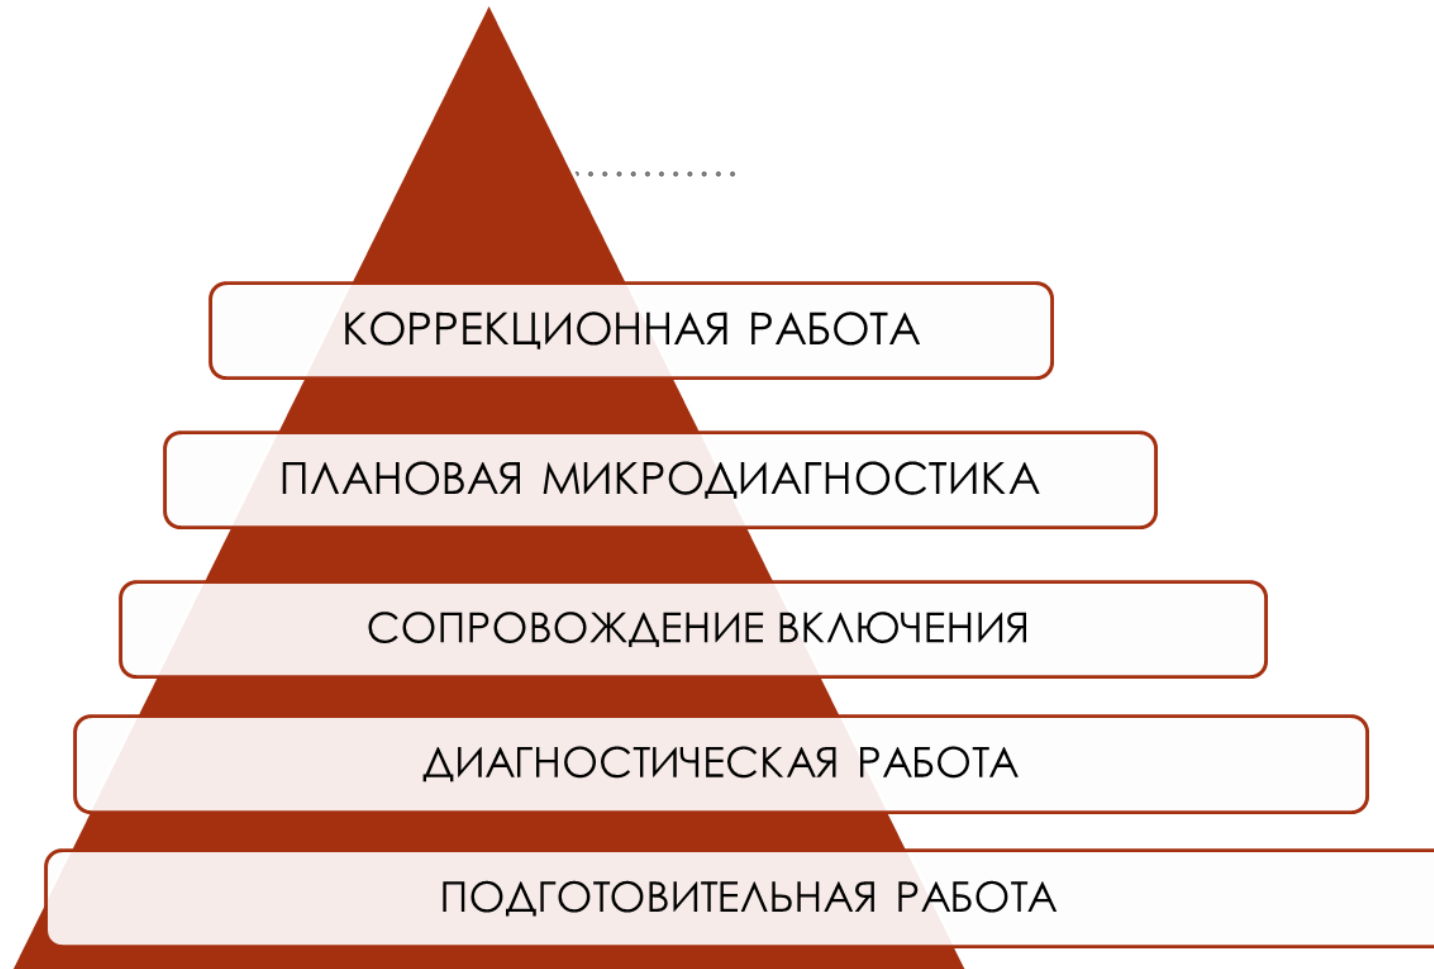 КОРРЕКЦИОННАЯ РАБОТА
ПЛАНОВАЯ МИКРОДИАГНОСТИКА
СОПРОВОЖДЕНИЕ ВКЛЮЧЕНИЯ
ДИАГНОСТИЧЕСКАЯ РАБОТА
ПОДГОТОВИТЕЛЬНАЯ РАБОТА